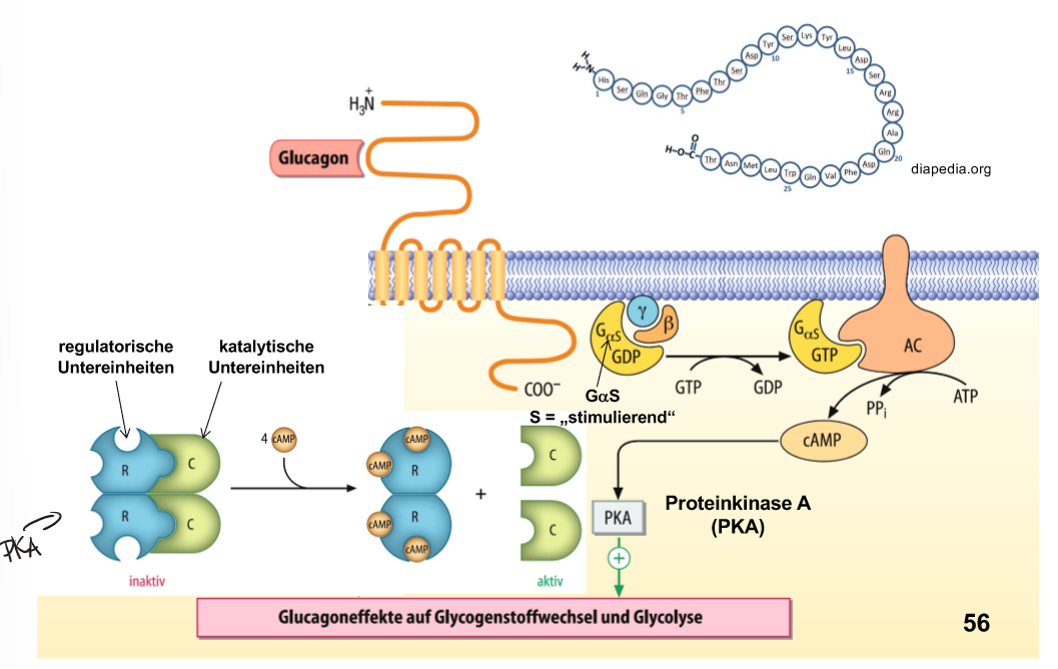 H₃N⁺
Glucagon
H
H-N
His
Ser
Gln
Gly
Thr
Phe
Thr
Ser
Asp
Tyr
Ser
Lys
Tyr
Leu
Asp
Ser
Arg
Arg
Ala
Gln
Asp
Phe
Val
Gln
Trp
Leu
Met
Asn
Thr
1
5
10
15
20
25
O
H-O-C
diapedia.org
regulatorische
Untereinheiten
katalytische
Untereinheiten
γ
β
GαS
GDP
GTP
GDP
GαS
GTP
AC
ATP
PPi
cAMP
COO⁻
GαS
S = „stimulierend“
R
C
R
C
4 cAMP
cAMP
cAMP
R
cAMP
R
cAMP
+
C
C
PKA
inaktiv
aktiv
PKA
+
Proteinkinase A
(PKA)
Glucagoneffekte auf Glycogenstoffwechsel und Glycolyse
56